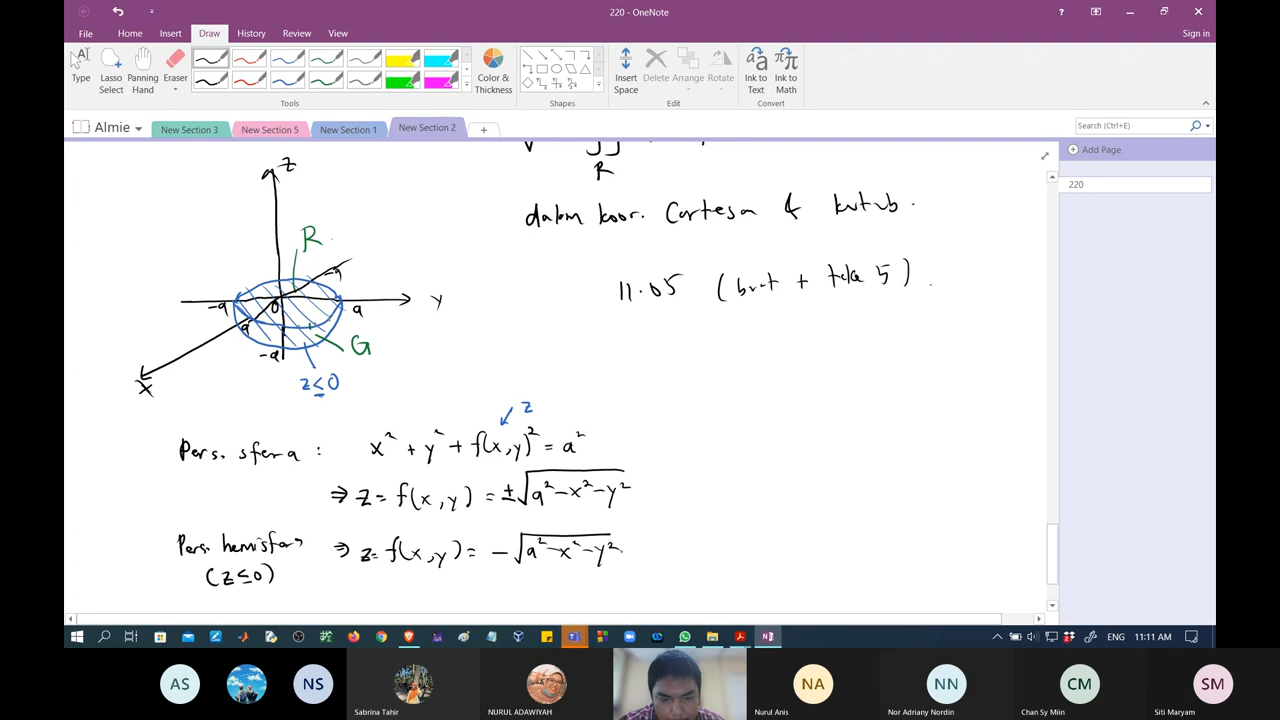 220 - OneNote
File Home Insert Draw History Review View Sign in
Type Lasso Select Panning Hand Eraser Color & Thickness Insert Space Delete Arrange Rotate Ink to Text Ink to Math
Tools Shapes Edit Convert
Almie New Section 3 New Section 5 New Section 1 New Section 2 + Search (Ctrl+E)
Add Page
220
R
dalam koor. Cartesan & kutub.
11.05 (but + teka 5).
z
R
-a
-a 0 a y
a
-a G
x
z ≤ 0
z
Pers. sfera : x² + y² + f(x,y)² = a²
⇒ z = f(x,y) = ±√a²-x²-y²
Pers. hemisfera ⇒ z = f(x,y) = -√a²-x²-y²
(z ≤ 0)
ENG 11:11 AM
AS NS NA NN CM SM
Sabrina Tahir NURUL ADAWIYAH Nurul Anis Nor Adriany Nordin Chan Sy Miin Siti Maryam